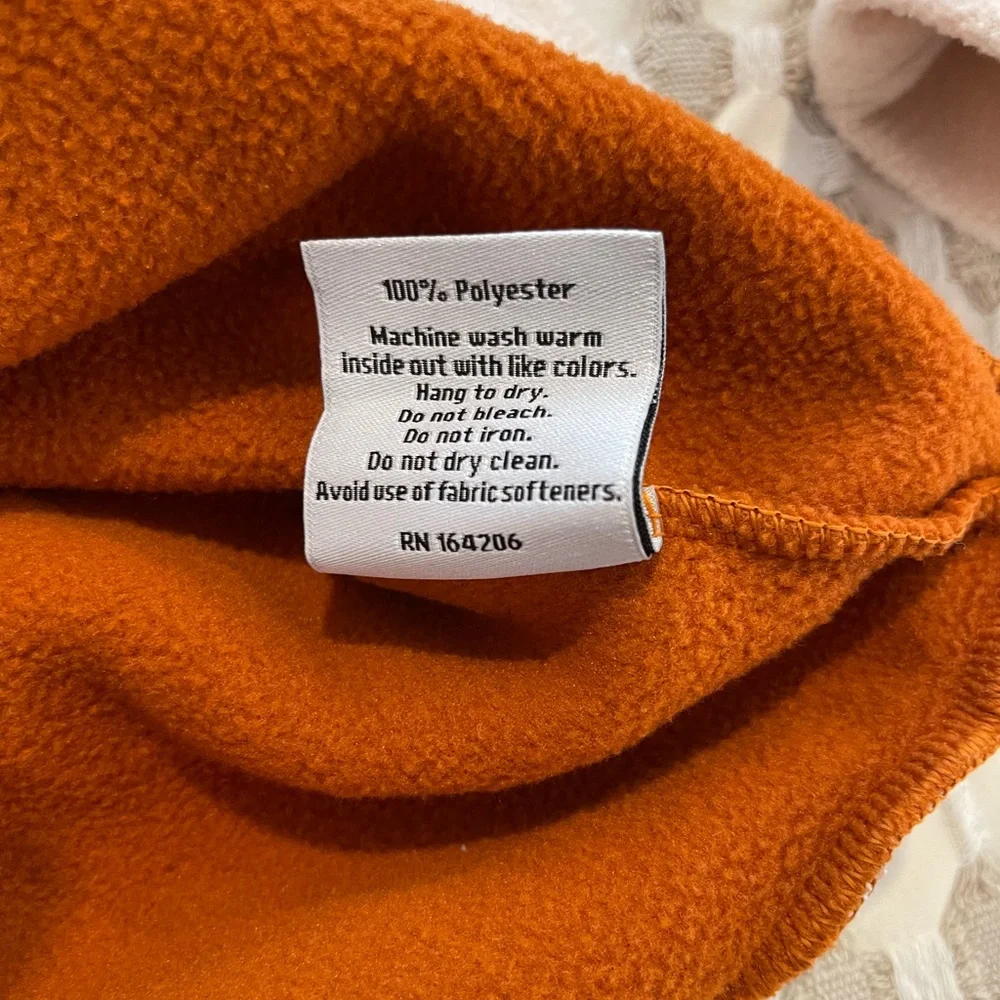 100% Polyester
Machine wash warm
inside out with like colors.
Hang to dry.
Do not bleach.
Do not iron.
Do not dry clean.
Avoid use of fabric softeners.
RN 164206